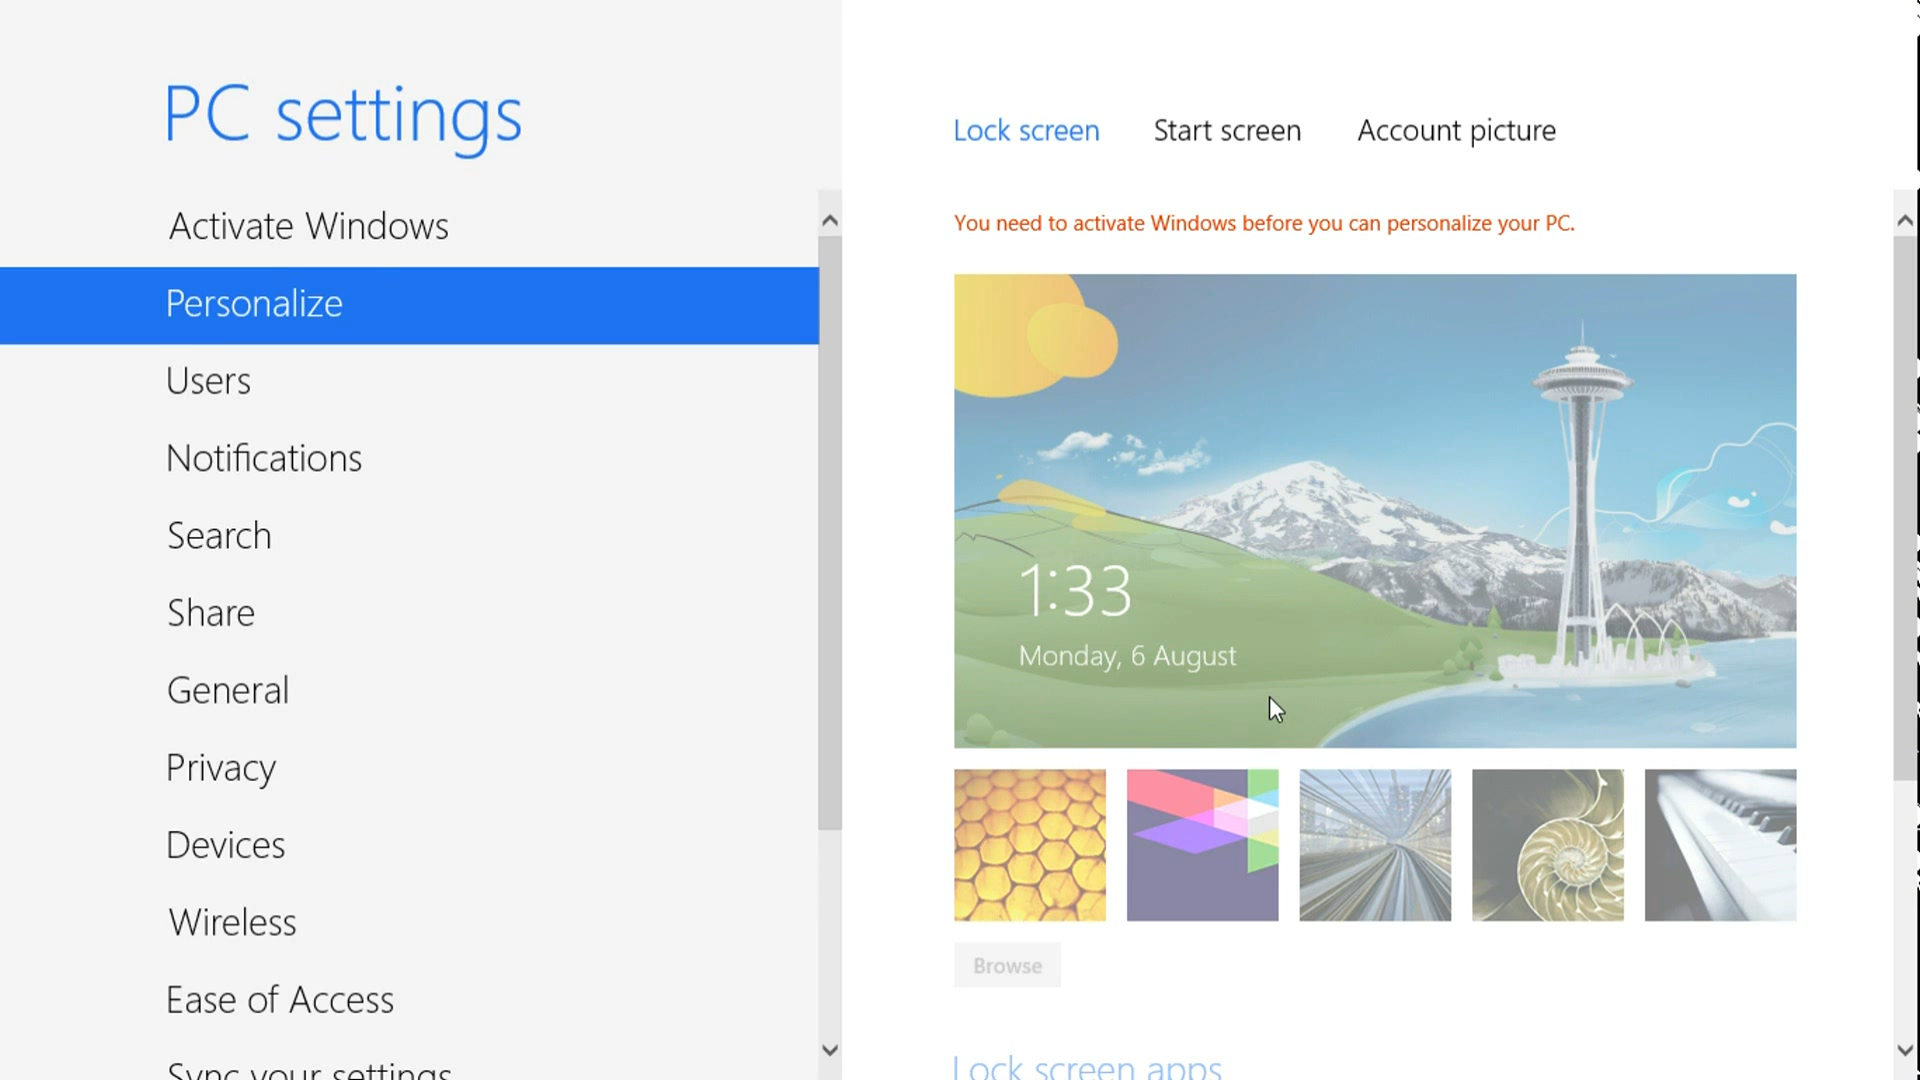 PC settings
Activate Windows
Personalize
Users
Notifications
Search
Share
General
Privacy
Devices
Wireless
Ease of Access
Sync your settings
Lock screen
Start screen
Account picture
You need to activate Windows before you can personalize your PC.
1:33
Monday, 6 August
Browse
Lock screen apps